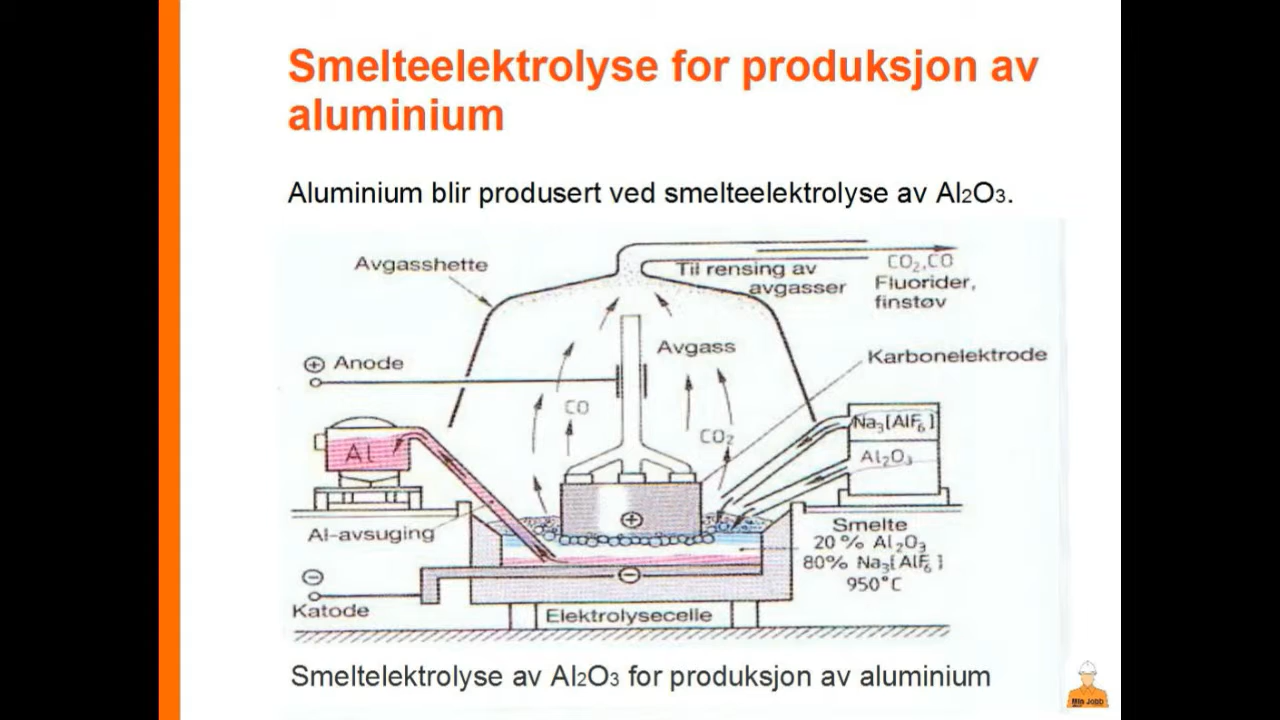 Smelteelektrolyse for produksjon av
aluminium
Aluminium blir produsert ved smelteelektrolyse av Al2O3.
Avgasshette
Til rensing av
avgasser
CO2,CO
Fluorider,
finstøv
Avgass
Karbonelektrode
⊕ Anode
CO
CO2
Na3[AlF6]
Al2O3
Al
⊕
Al-avsuging
Smelte
20 % Al2O3
80% Na3[AlF6]
950°C
⊖
Katode
⊖
Elektrolysecelle
Smeltelektrolyse av Al2O3 for produksjon av aluminium
Min Jobb